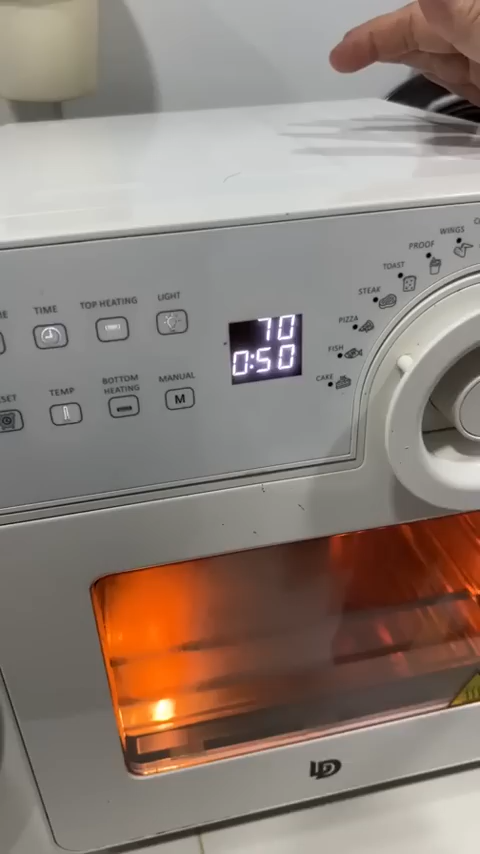 TIME
TOP HEATING
LIGHT
TEMP
BOTTOM
HEATING
MANUAL
M
70
0:50
WINGS
PROOF
TOAST
STEAK
PIZZA
FISH
CAKE